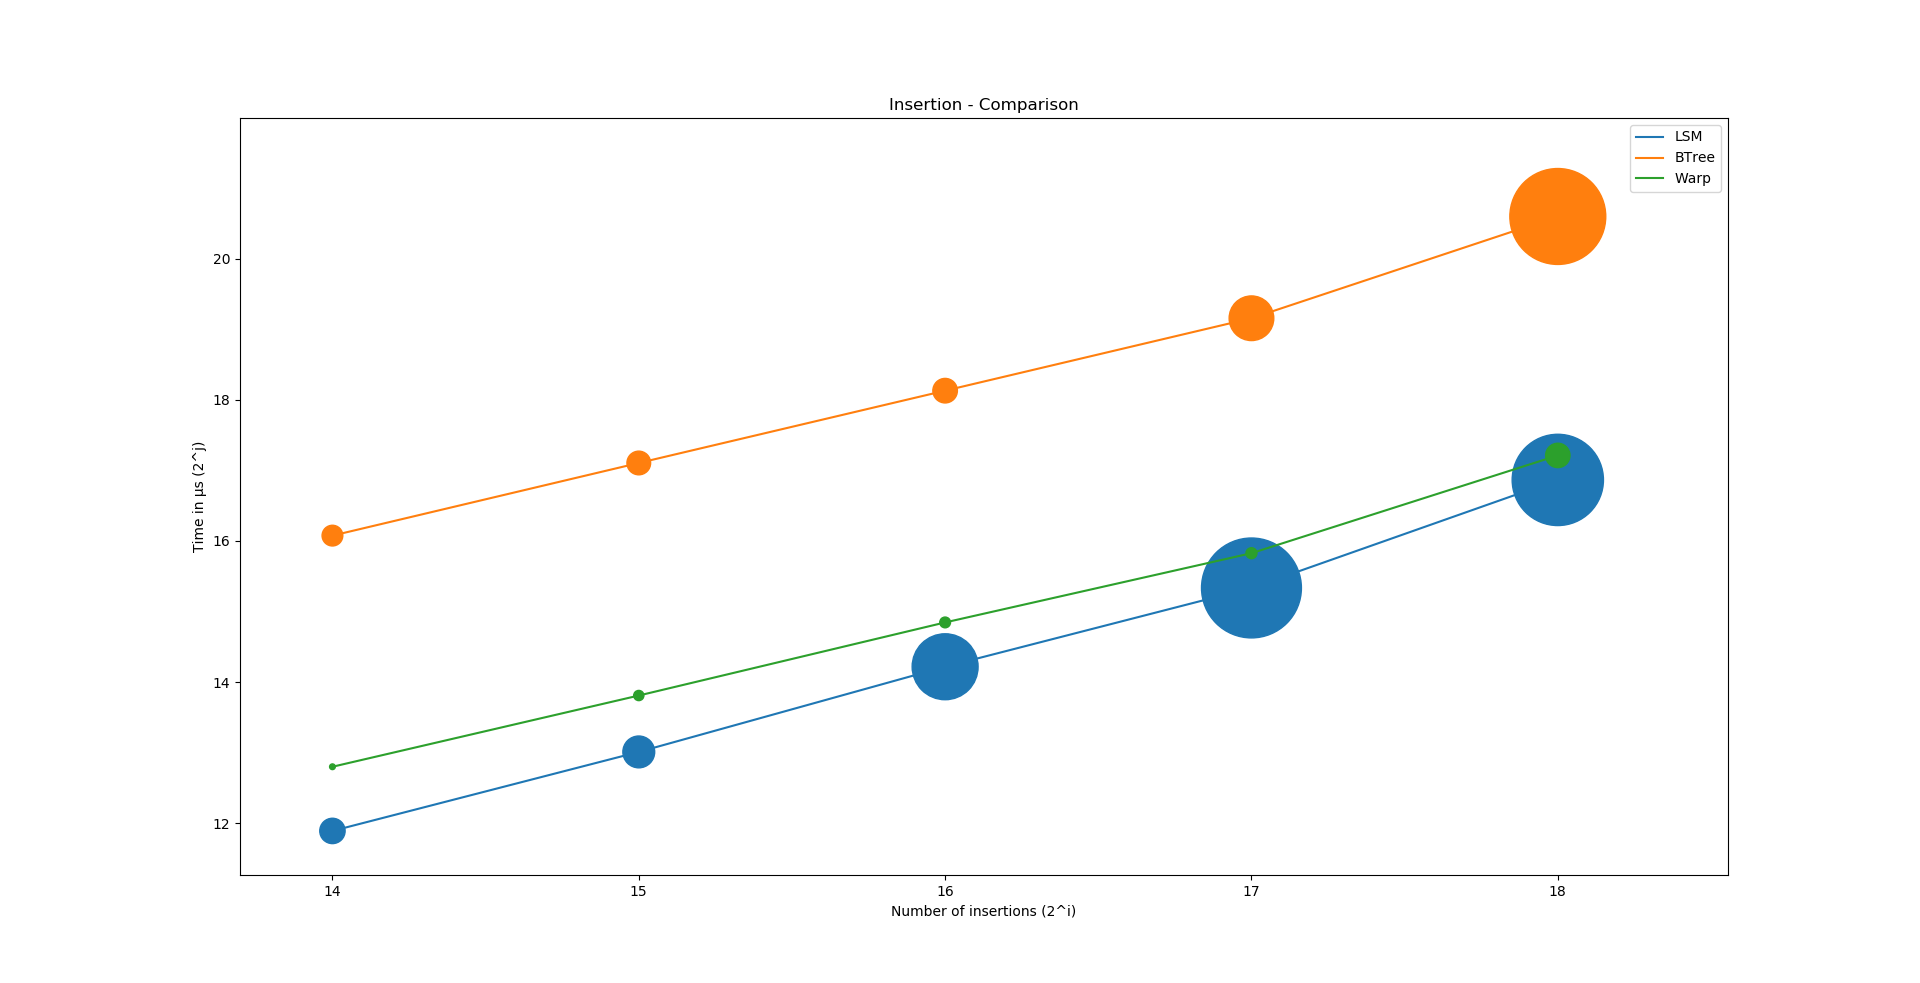 Insertion - Comparison
LSM
BTree
Warp
20
18
16
14
12
Time in µs (2^j)
14 15 16 17 18
Number of insertions (2^i)